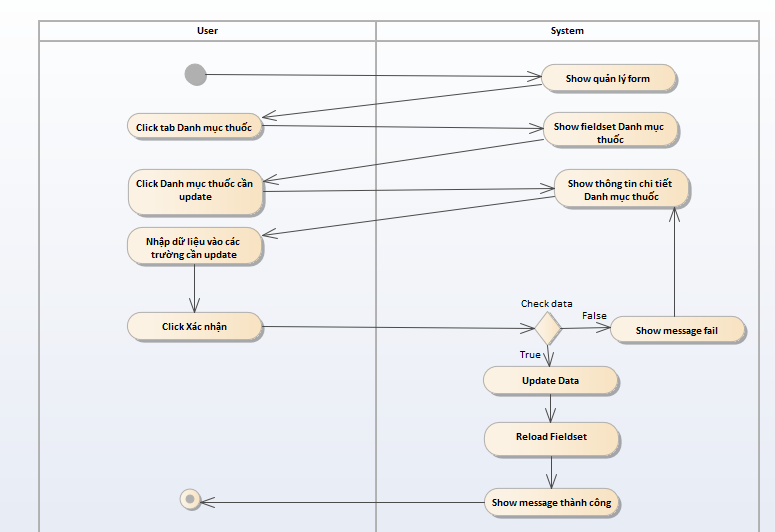 User
System
Show quản lý form
Click tab Danh mục thuốc
Show fieldset Danh mục
thuốc
Click Danh mục thuốc cần
update
Show thông tin chi tiết
Danh mục thuốc
Nhập dữ liệu vào các
trường cần update
Check data
False
Click Xác nhận
Show message fail
True
Update Data
Reload Fieldset
Show message thành công